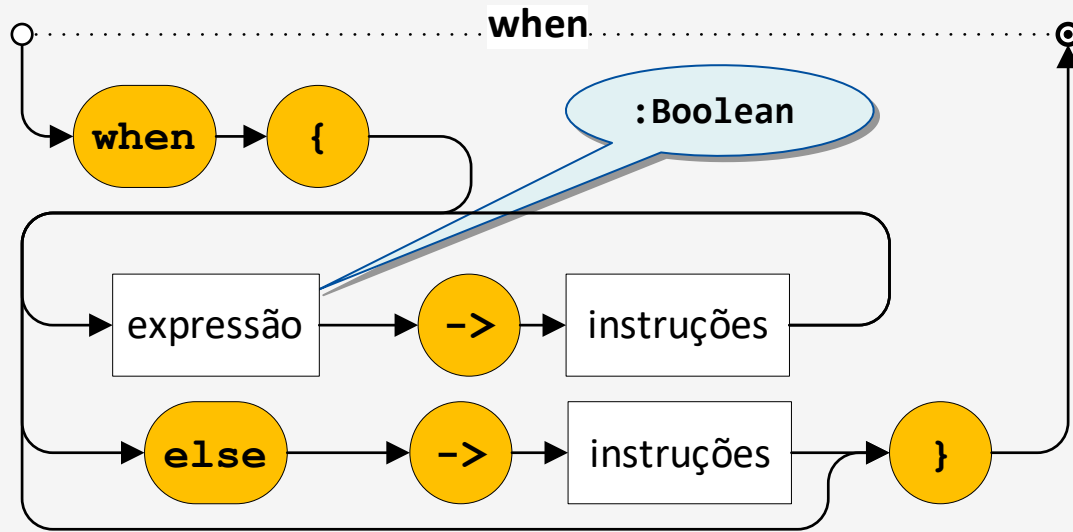 when
:Boolean
when {
expressão -> instruções
else -> instruções }